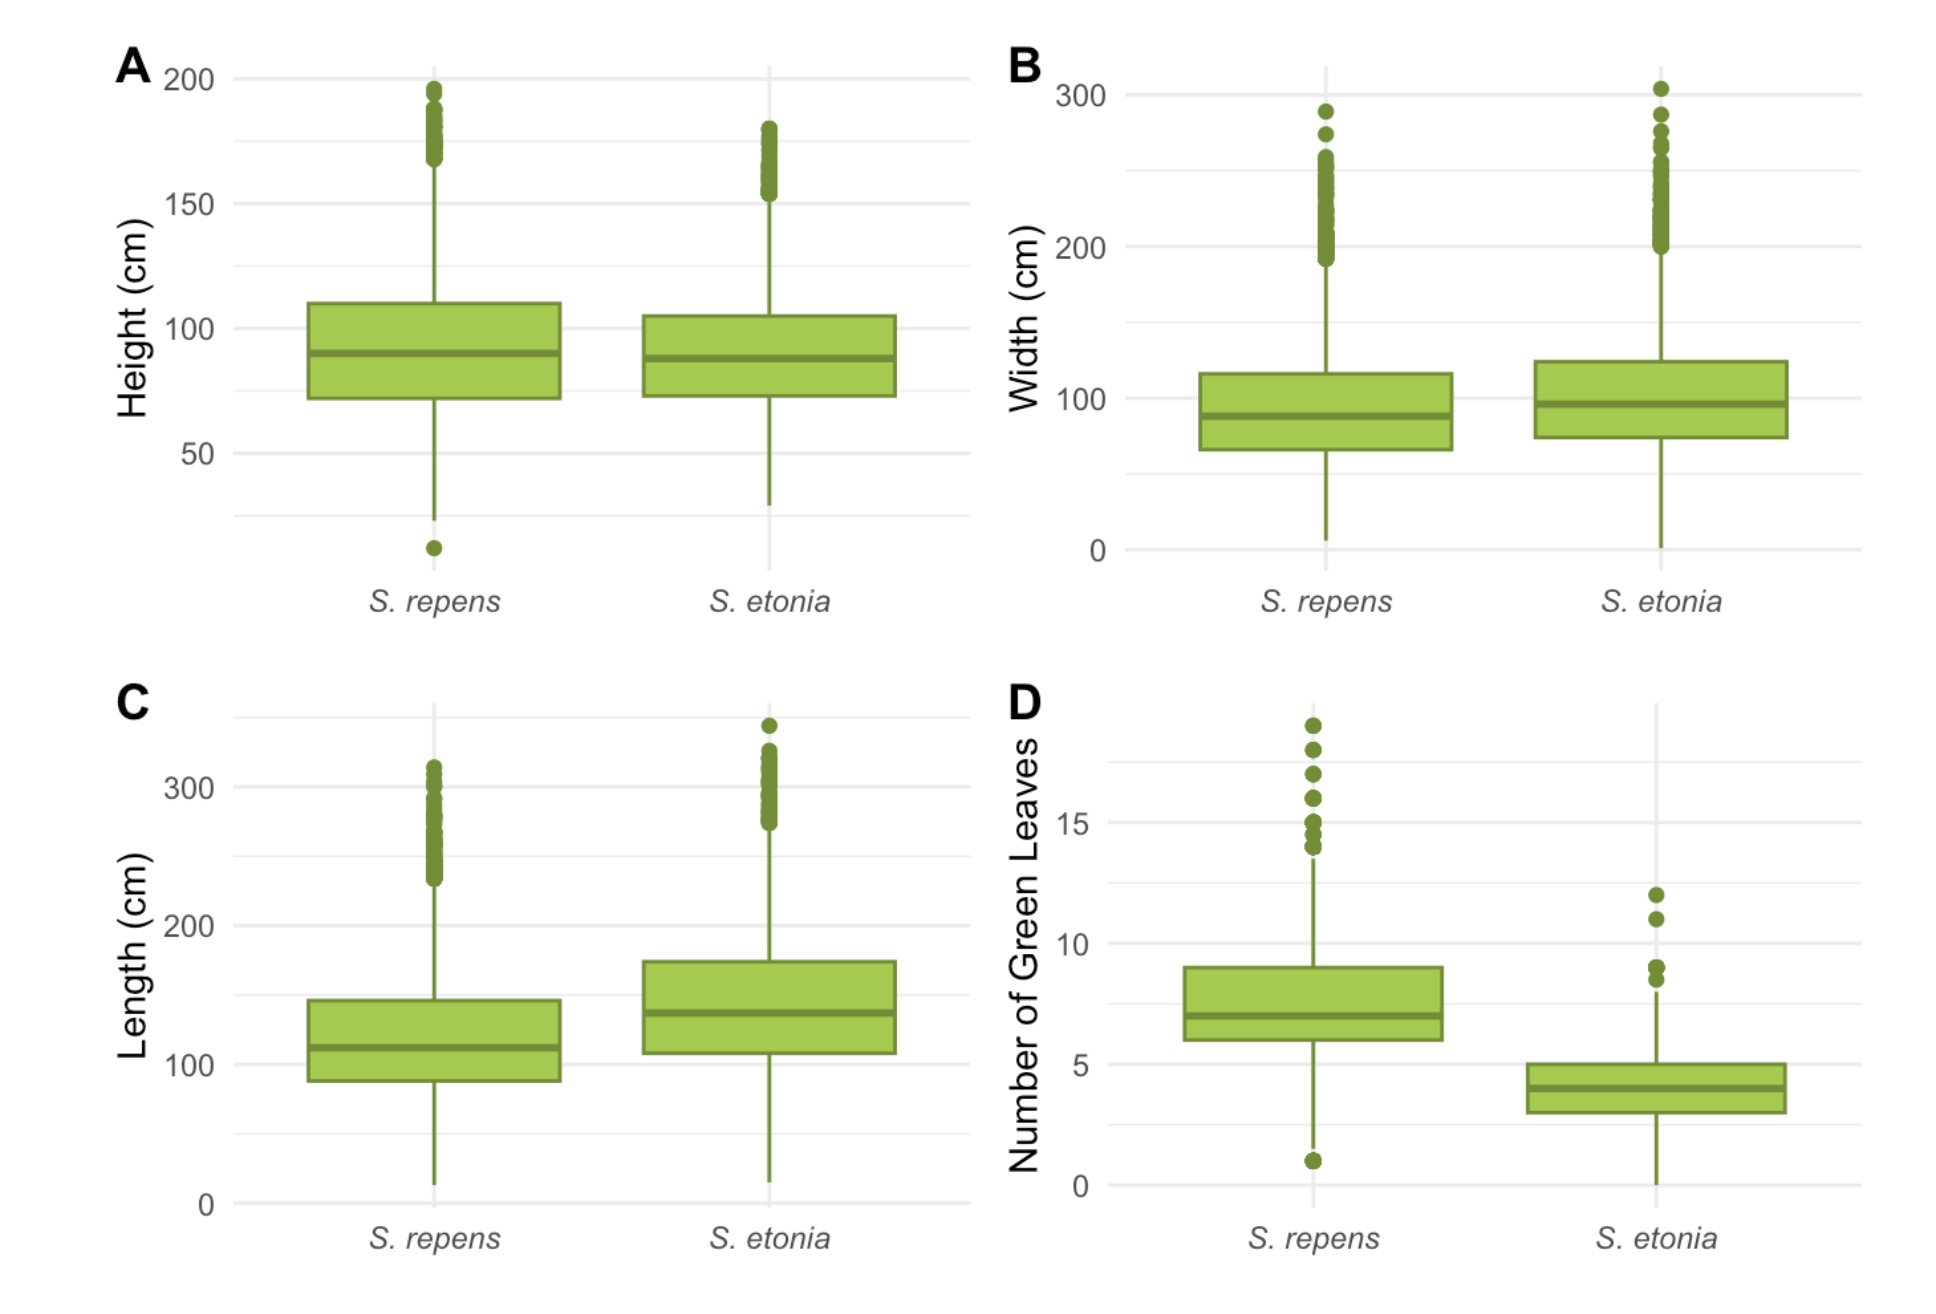 A
200
150
100
50
Height (cm)
S. repens
S. etonia
B
300
200
100
0
Width (cm)
S. repens
S. etonia
C
300
200
100
0
Length (cm)
S. repens
S. etonia
D
15
10
5
0
Number of Green Leaves
S. repens
S. etonia